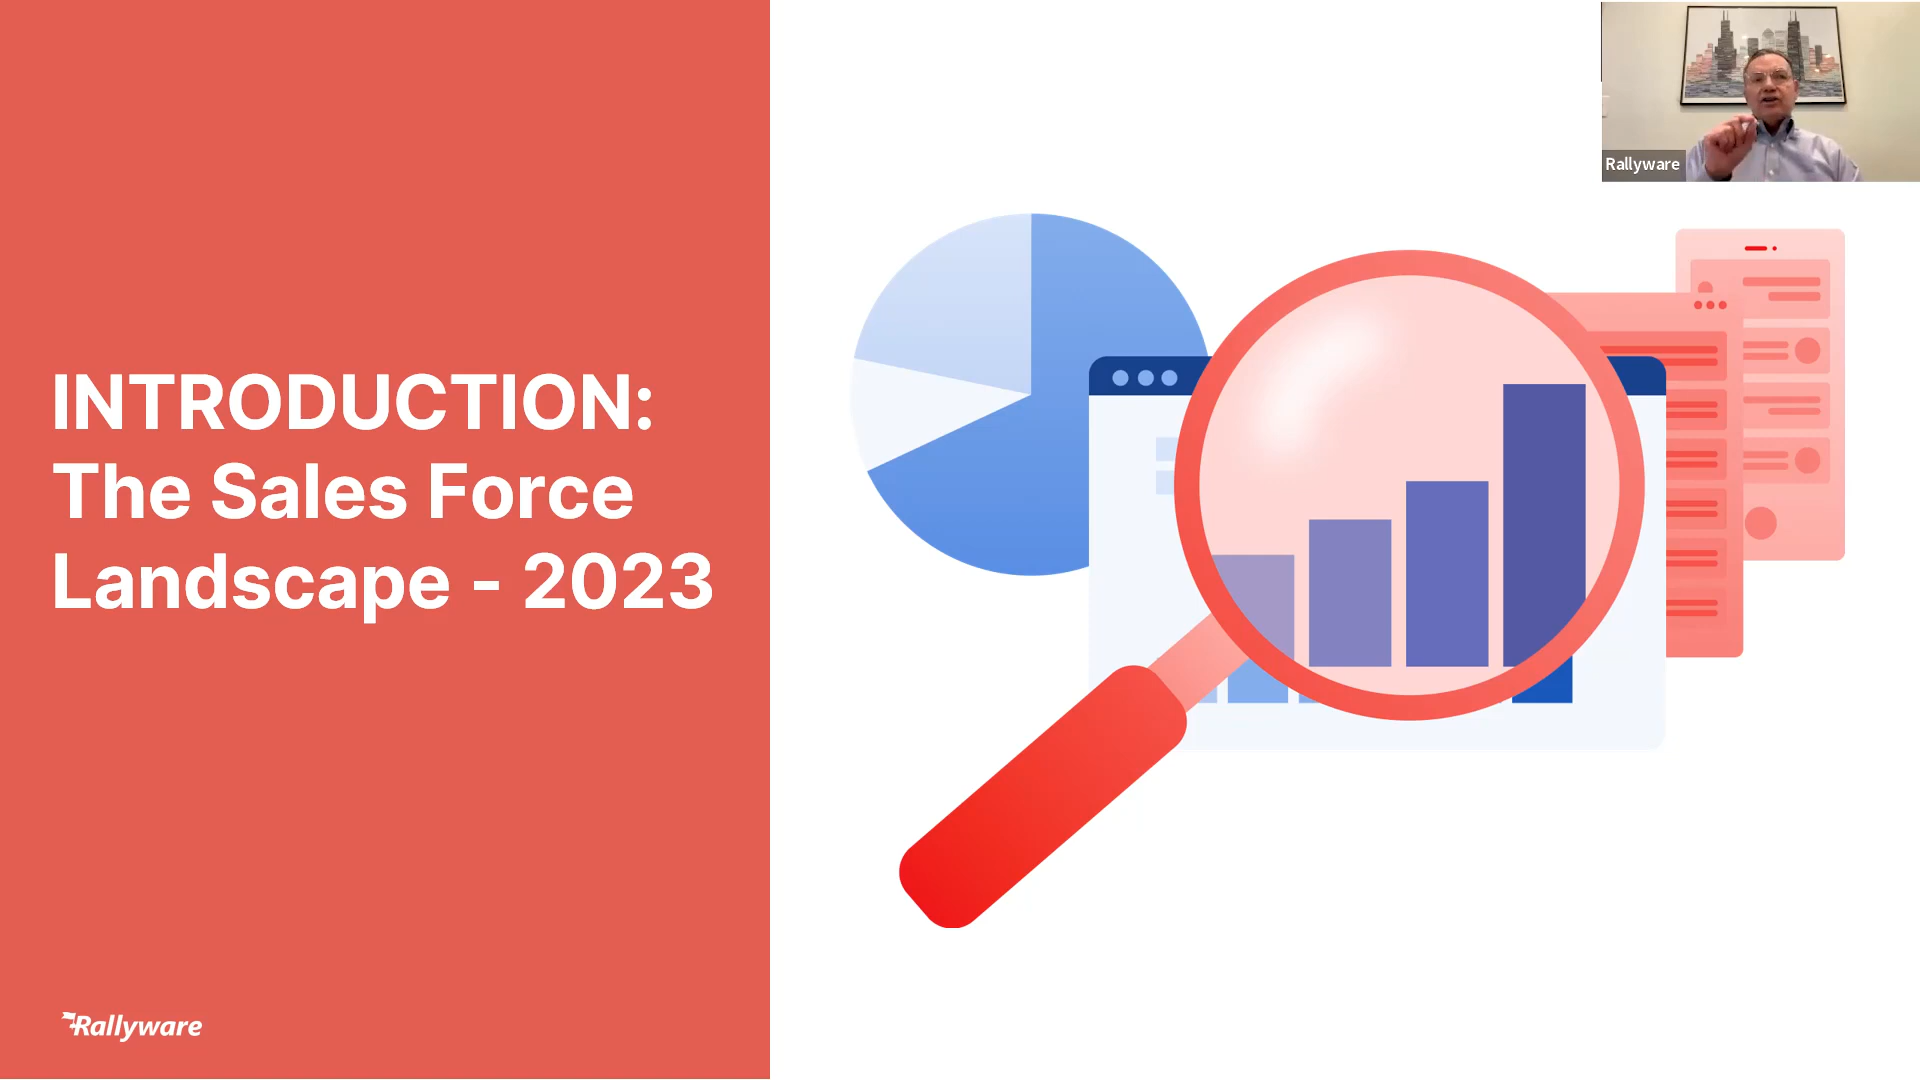 INTRODUCTION:
The Sales Force
Landscape - 2023
Rallyware
Rallyware